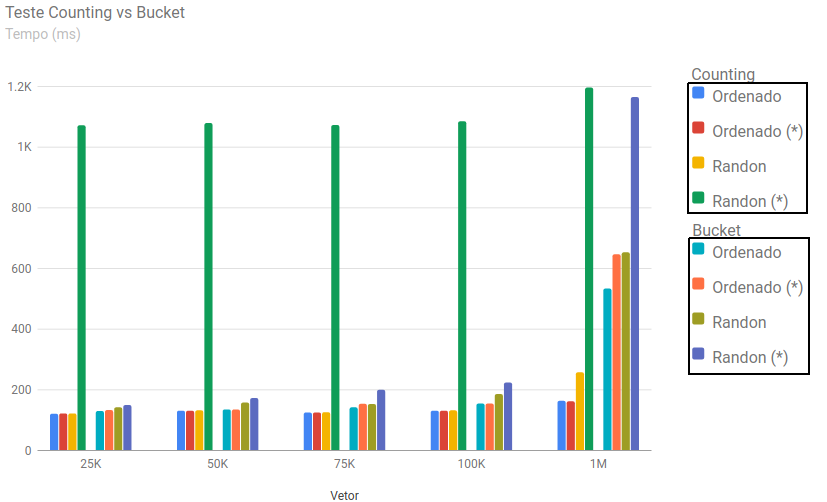 Teste Counting vs Bucket
Tempo (ms)
1.2K
1K
800
600
400
200
0
25K
50K
75K
100K
1M
Vetor
Counting
Ordenado
Ordenado (*)
Randon
Randon (*)
Bucket
Ordenado
Ordenado (*)
Randon
Randon (*)